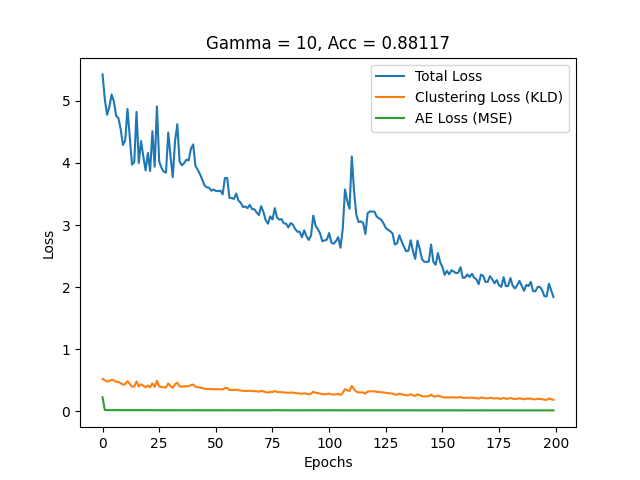 Gamma = 10, Acc = 0.88117
Total Loss
Clustering Loss (KLD)
AE Loss (MSE)
Loss
5
4
3
2
1
0
0 25 50 75 100 125 150 175 200
Epochs